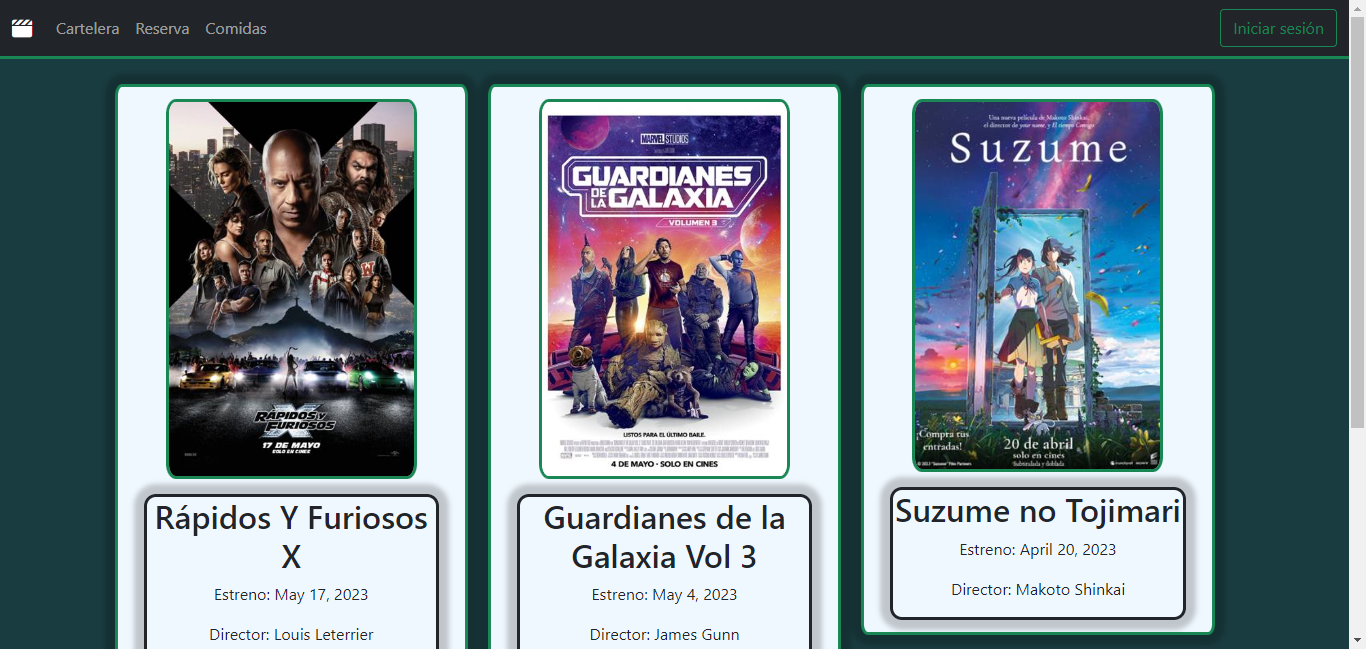 Cartelera Reserva Comidas Iniciar sesión
RÁPIDOS Y
FURIOSOS
X
17 DE MAYO
SOLO EN CINES
Rápidos Y Furiosos
X
Estreno: May 17, 2023
Director: Louis Leterrier
MARVEL STUDIOS
GUARDIANES
DE LA GALAXIA
VOLUMEN 3
LISTOS PARA EL ÚLTIMO BAILE.
4 DE MAYO · SOLO EN CINES
Guardianes de la
Galaxia Vol 3
Estreno: May 4, 2023
Director: James Gunn
Una nueva película de Makoto Shinkai,
el director de your name. y El tiempo Contigo
Suzume
¡Compra tus
entradas!
20 de abril
solo en cines
Subtitulada y doblada
Suzume no Tojimari
Estreno: April 20, 2023
Director: Makoto Shinkai